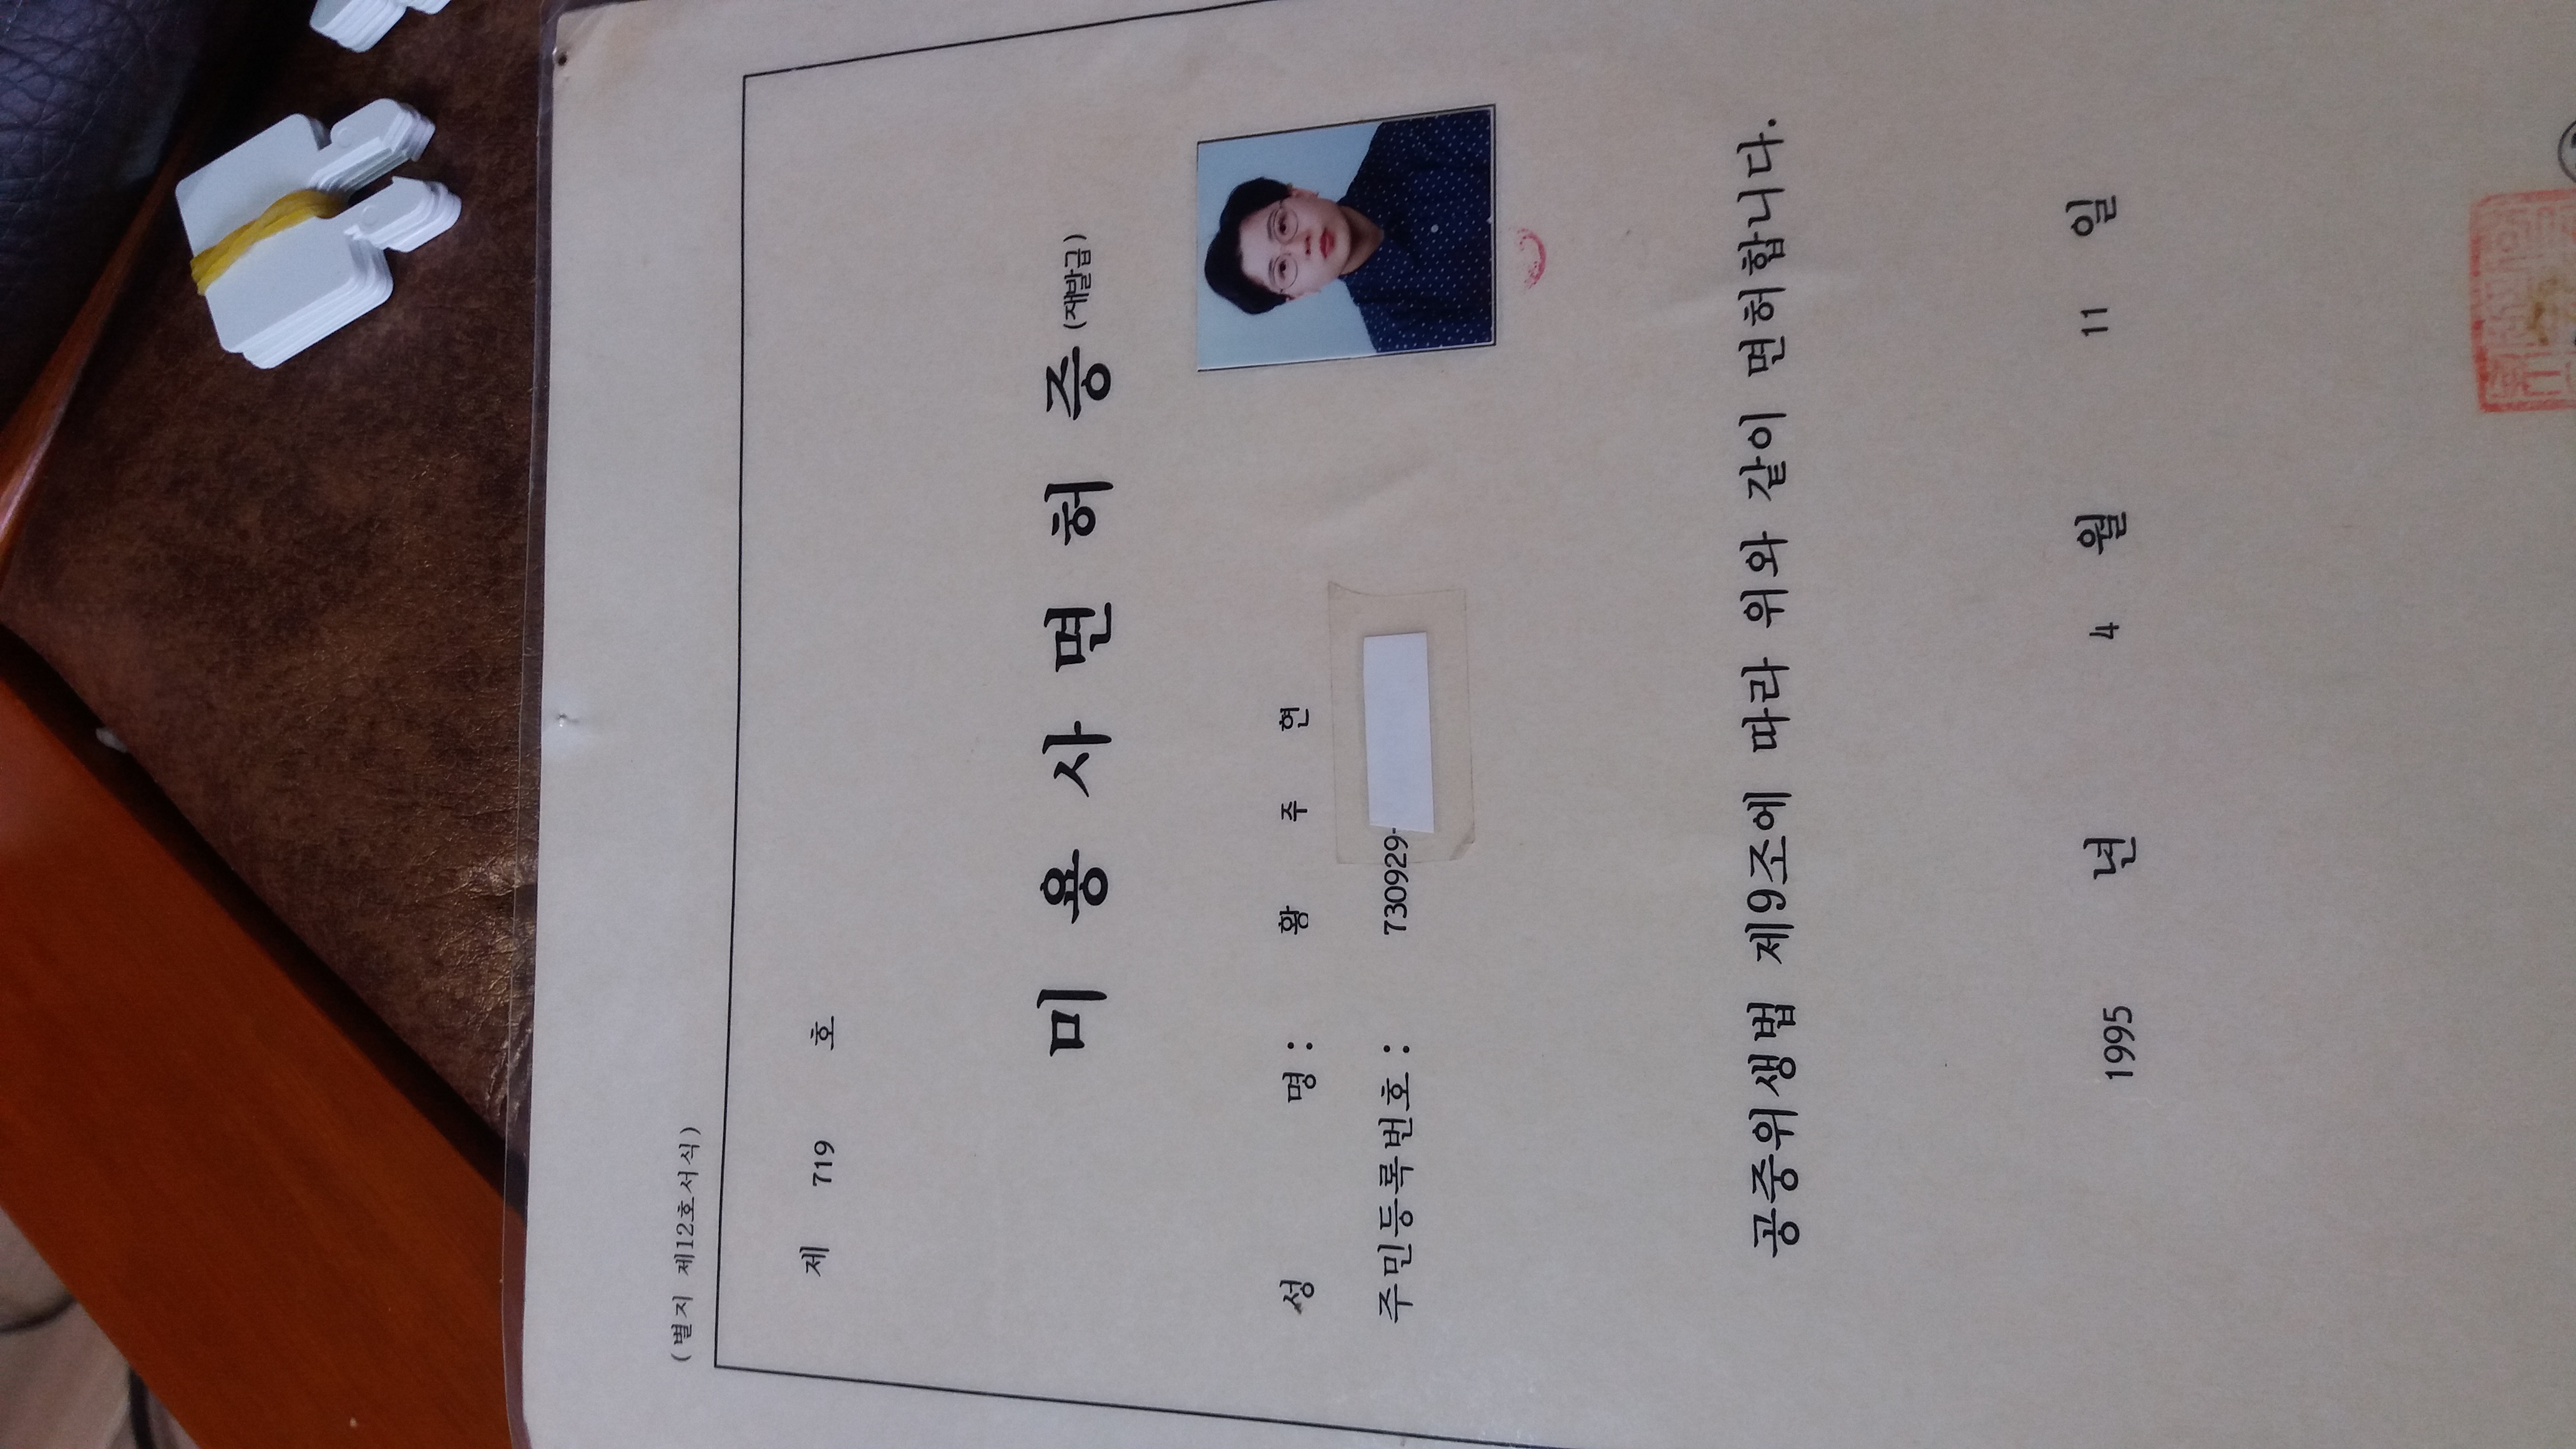 (별지 제12호서식)
제 719 호
미 용 사 면 허 증 (재발급)
성 명 : 황 주 현
주민등록번호 : 730929-
공중위생법 제9조에 따라 위와 같이 면허합니다.
1995 년 4 월 11 일